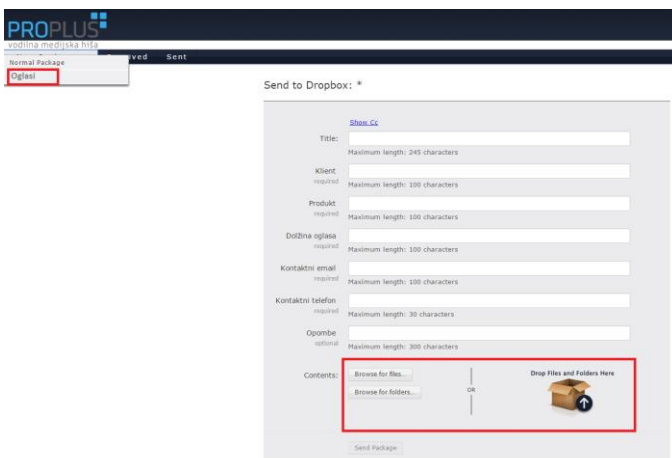 PROPLUS
vodilna medijska hiša
Sent
Normal Package
Oglasi
Send to Dropbox: *
Show Cc
Title:
Maximum length: 245 characters
Klient
required
Maximum length: 100 characters
Produkt
required
Maximum length: 100 characters
Dolžina oglasa
required
Maximum length: 100 characters
Kontaktni email
required
Maximum length: 100 characters
Kontaktni telefon
required
Maximum length: 30 characters
Opombe
optional
Maximum length: 300 characters
Contents:
Browse for files...
OR
Drop Files and Folders Here
Browse for folders...
Send Package